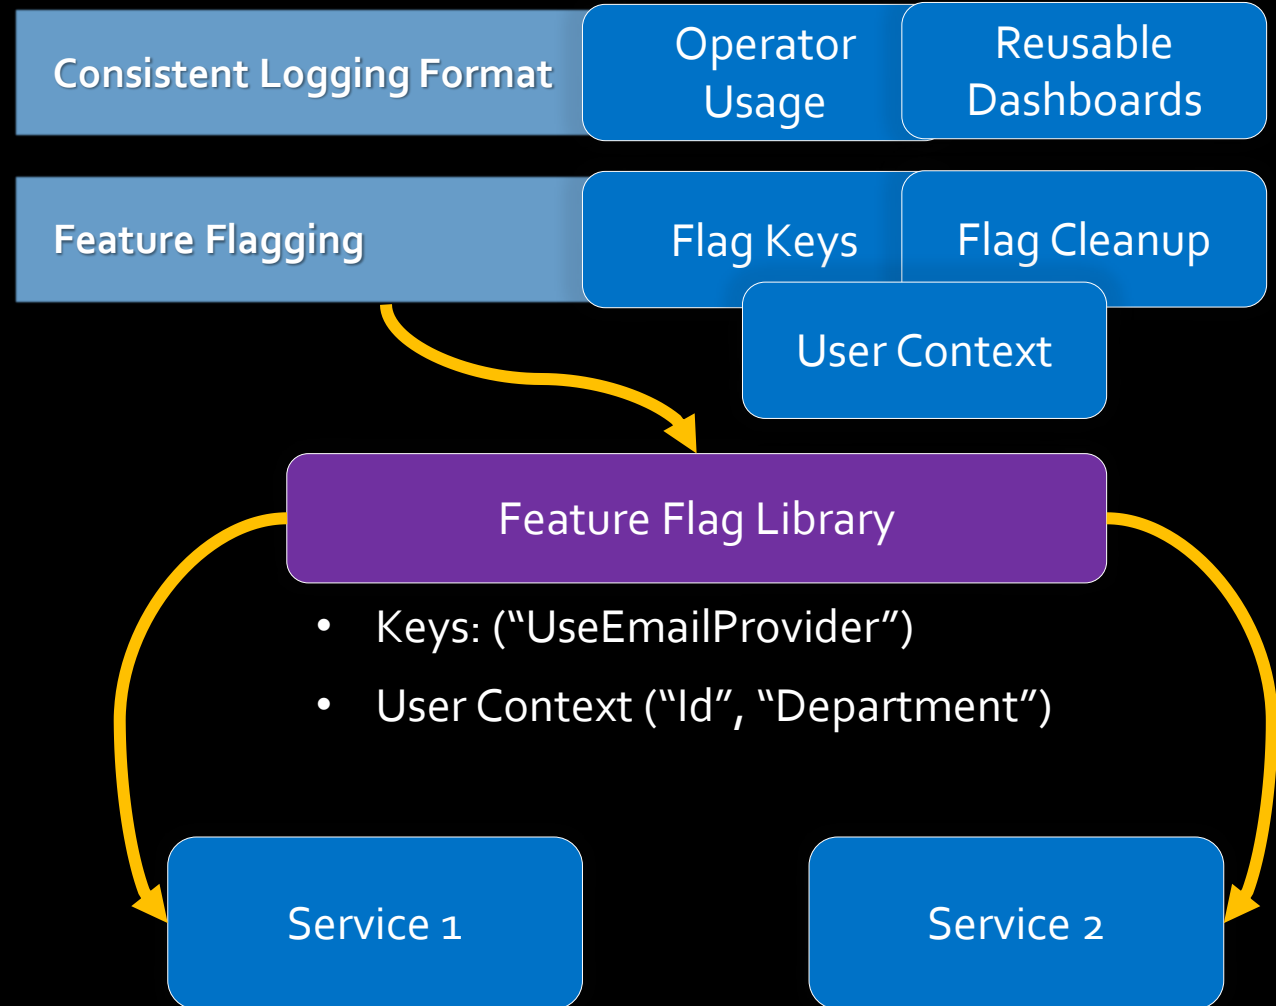 Consistent Logging Format
Operator
Usage
Reusable
Dashboards
Feature Flagging
Flag Keys
Flag Cleanup
User Context
Feature Flag Library
• Keys: (“UseEmailProvider”)
• User Context (“Id”, “Department”)
Service 1
Service 2